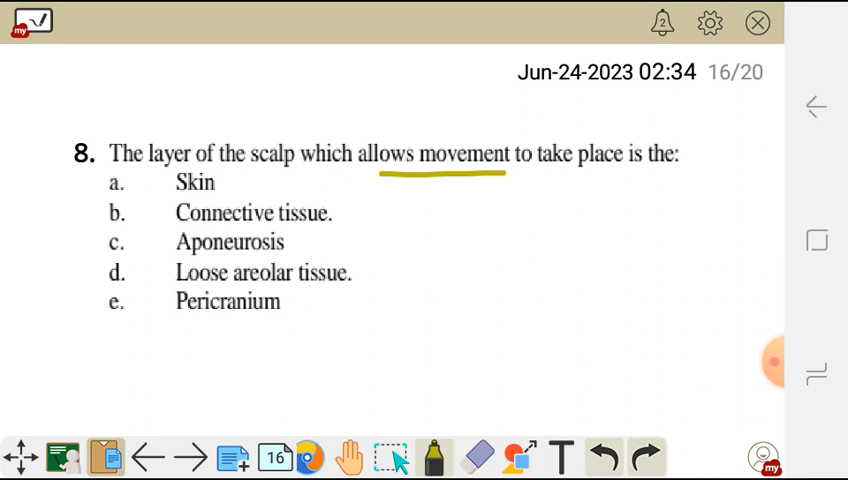 my
2
Jun-24-2023 02:34 16/20
8. The layer of the scalp which allows movement to take place is the:
a. Skin
b. Connective tissue.
c. Aponeurosis
d. Loose areolar tissue.
e. Pericranium
16
T
my